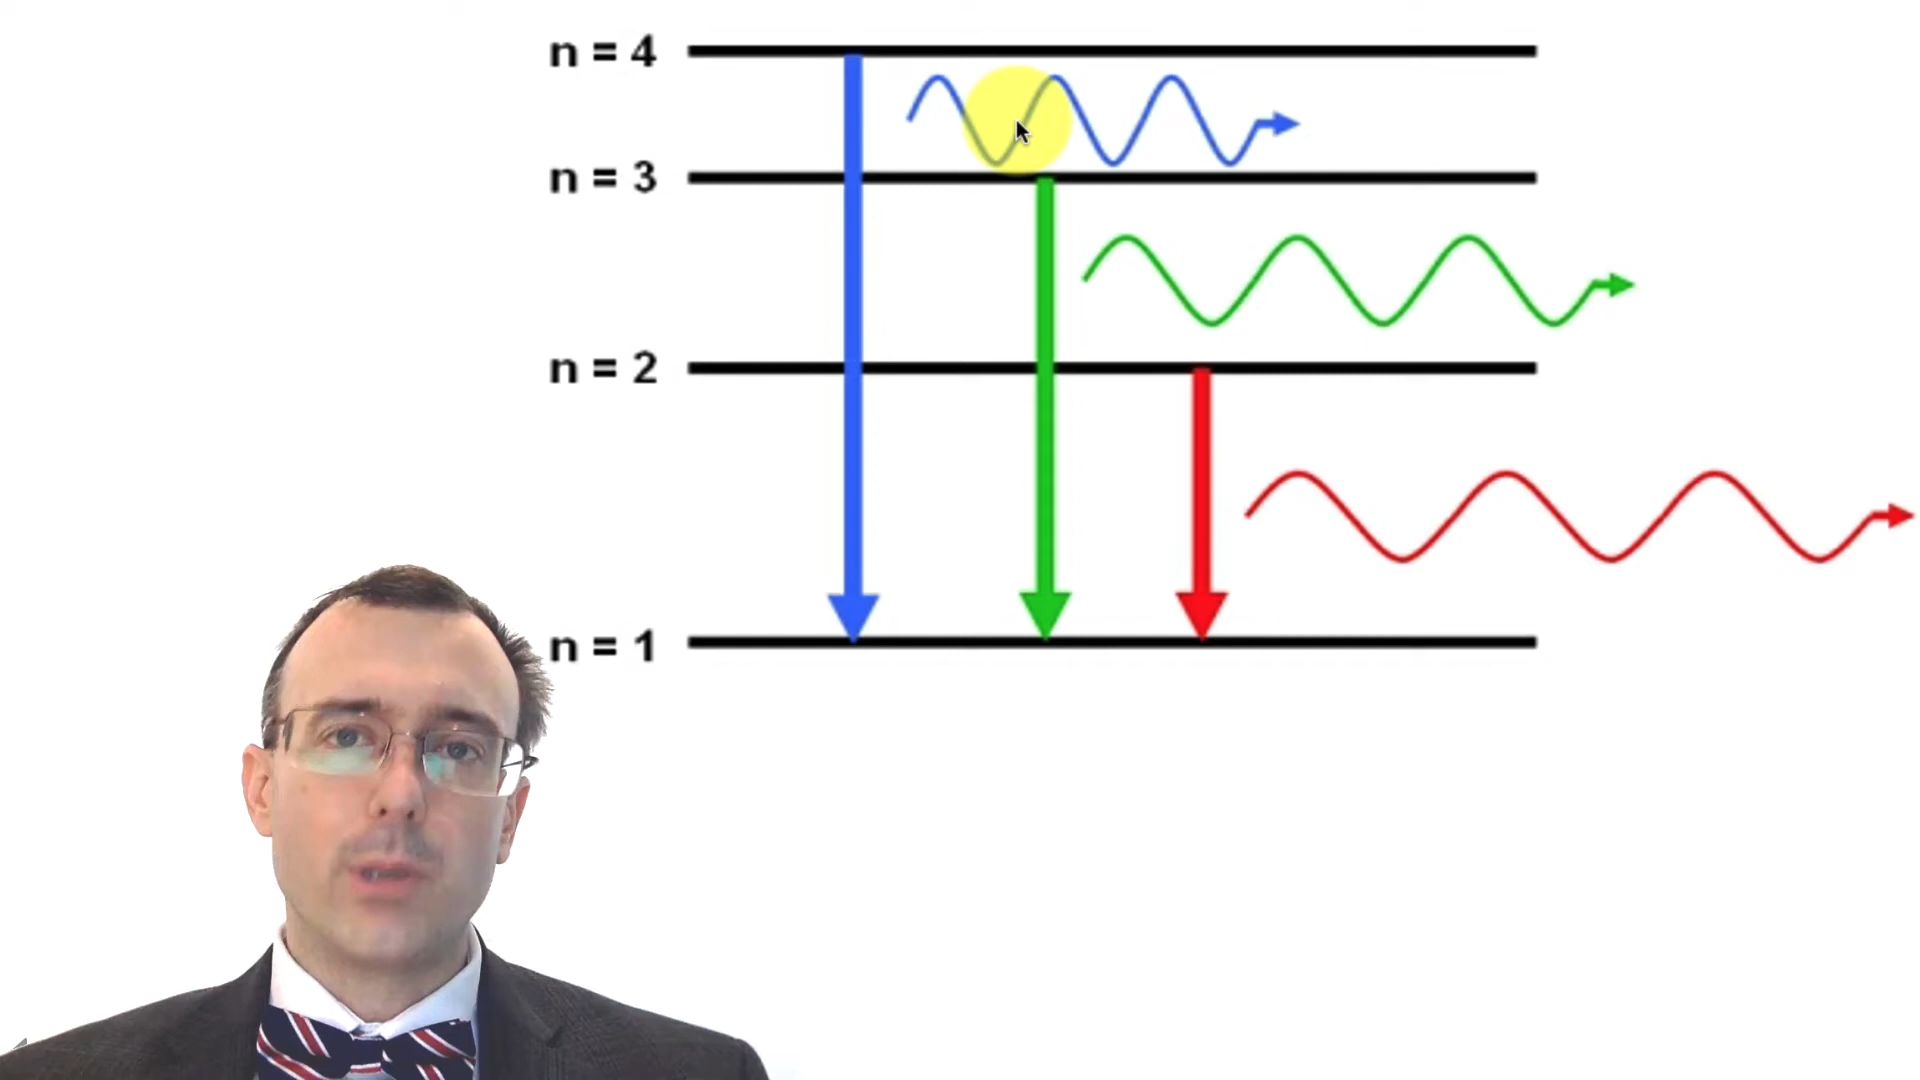 n = 4
n = 3
n = 2
n = 1